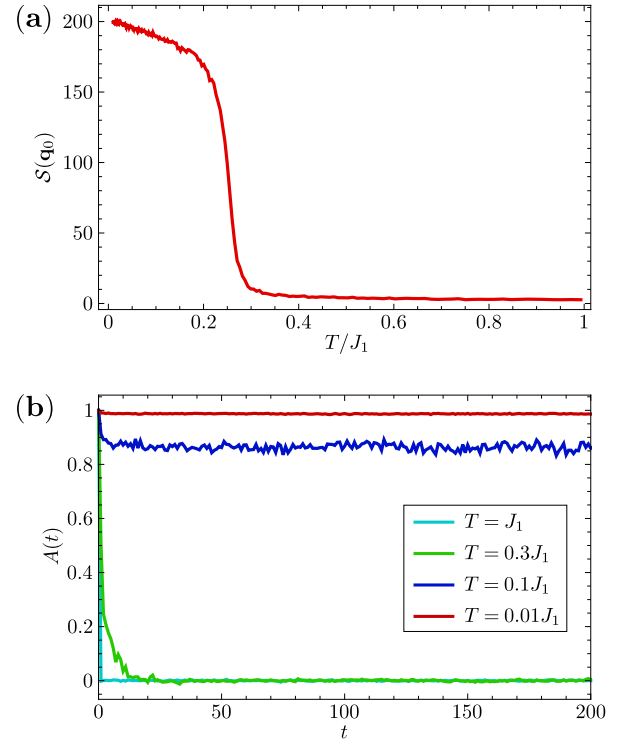 (a)
200
150
100
50
0
S(q₀)
0 0.2 0.4 0.6 0.8 1
T/J₁
(b)
1
0.8
0.6
0.4
0.2
0
A(t)
T = J₁
T = 0.3J₁
T = 0.1J₁
T = 0.01J₁
0 50 100 150 200
t